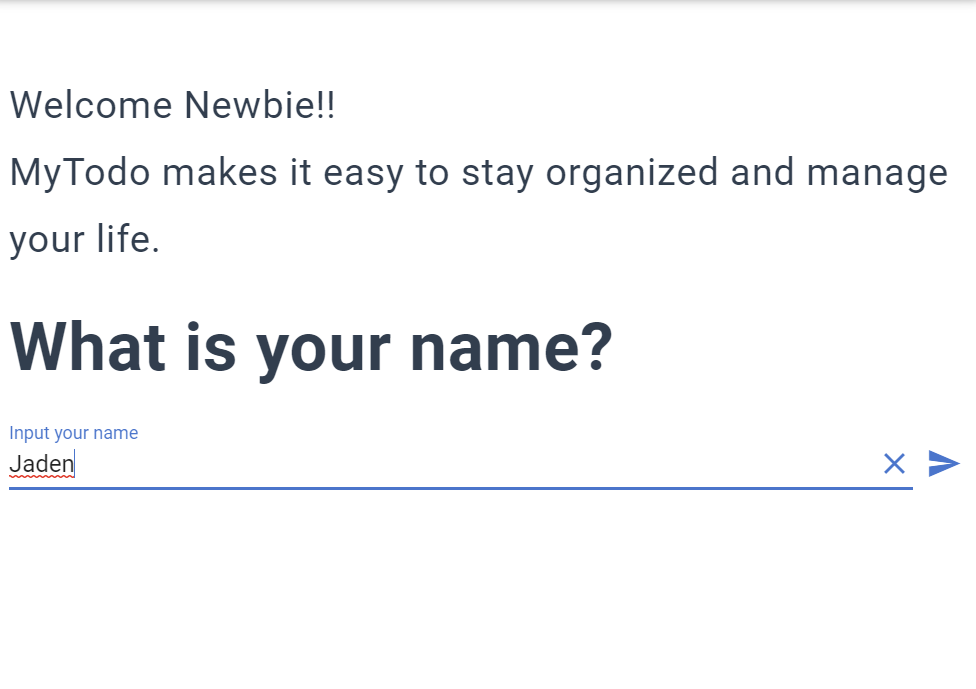 Welcome Newbie!!
MyTodo makes it easy to stay organized and manage
your life.
What is your name?
Input your name
Jaden